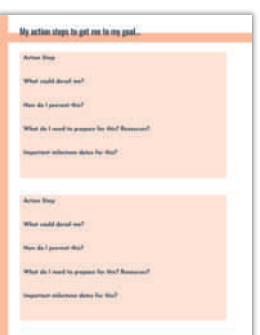 My action steps to get me to my goal...
Action Step
What could derail me?
How do I prevent this?
What do I need to prepare for this? Resources?
Important milestone dates for this?
Action Step
What could derail me?
How do I prevent this?
What do I need to prepare for this? Resources?
Important milestone dates for this?